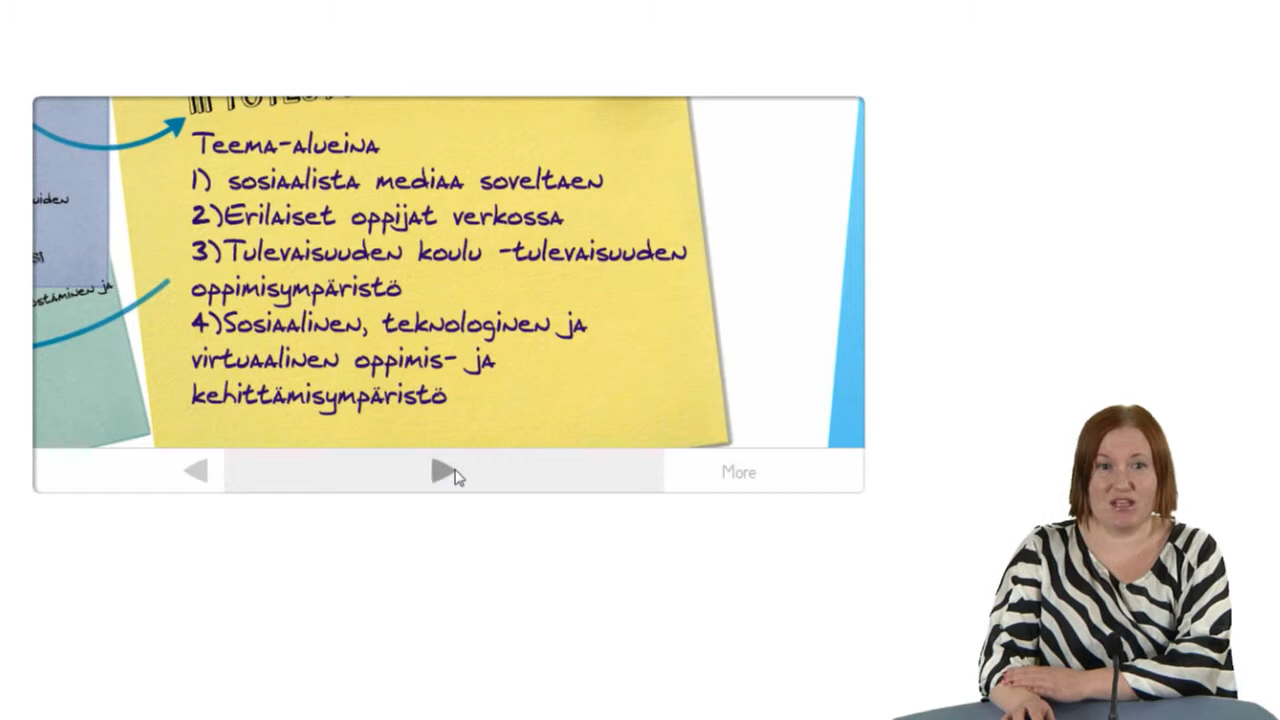 Teema-alueina
1) sosiaalista mediaa soveltaen
2)Erilaiset oppijat verkossa
3)Tulevaisuuden koulu -tulevaisuuden
oppimisympäristö
4)Sosiaalinen, teknologinen ja
virtuaalinen oppimis- ja
kehittämisympäristö
More